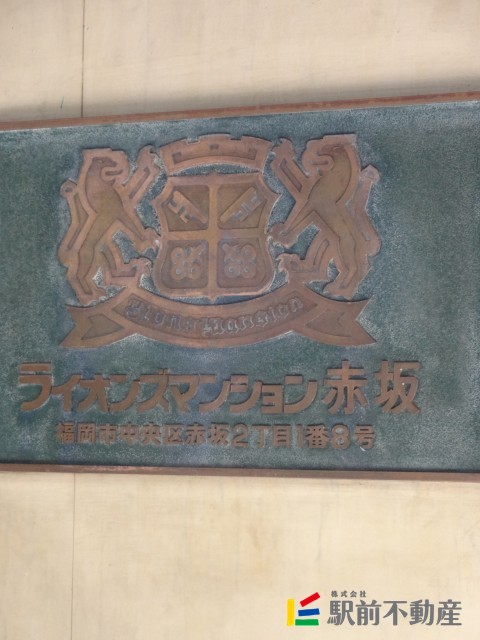 Lions Mansion
ライオンズマンション赤坂
福岡市中央区赤坂2丁目1番8号
株式会社
駅前不動産